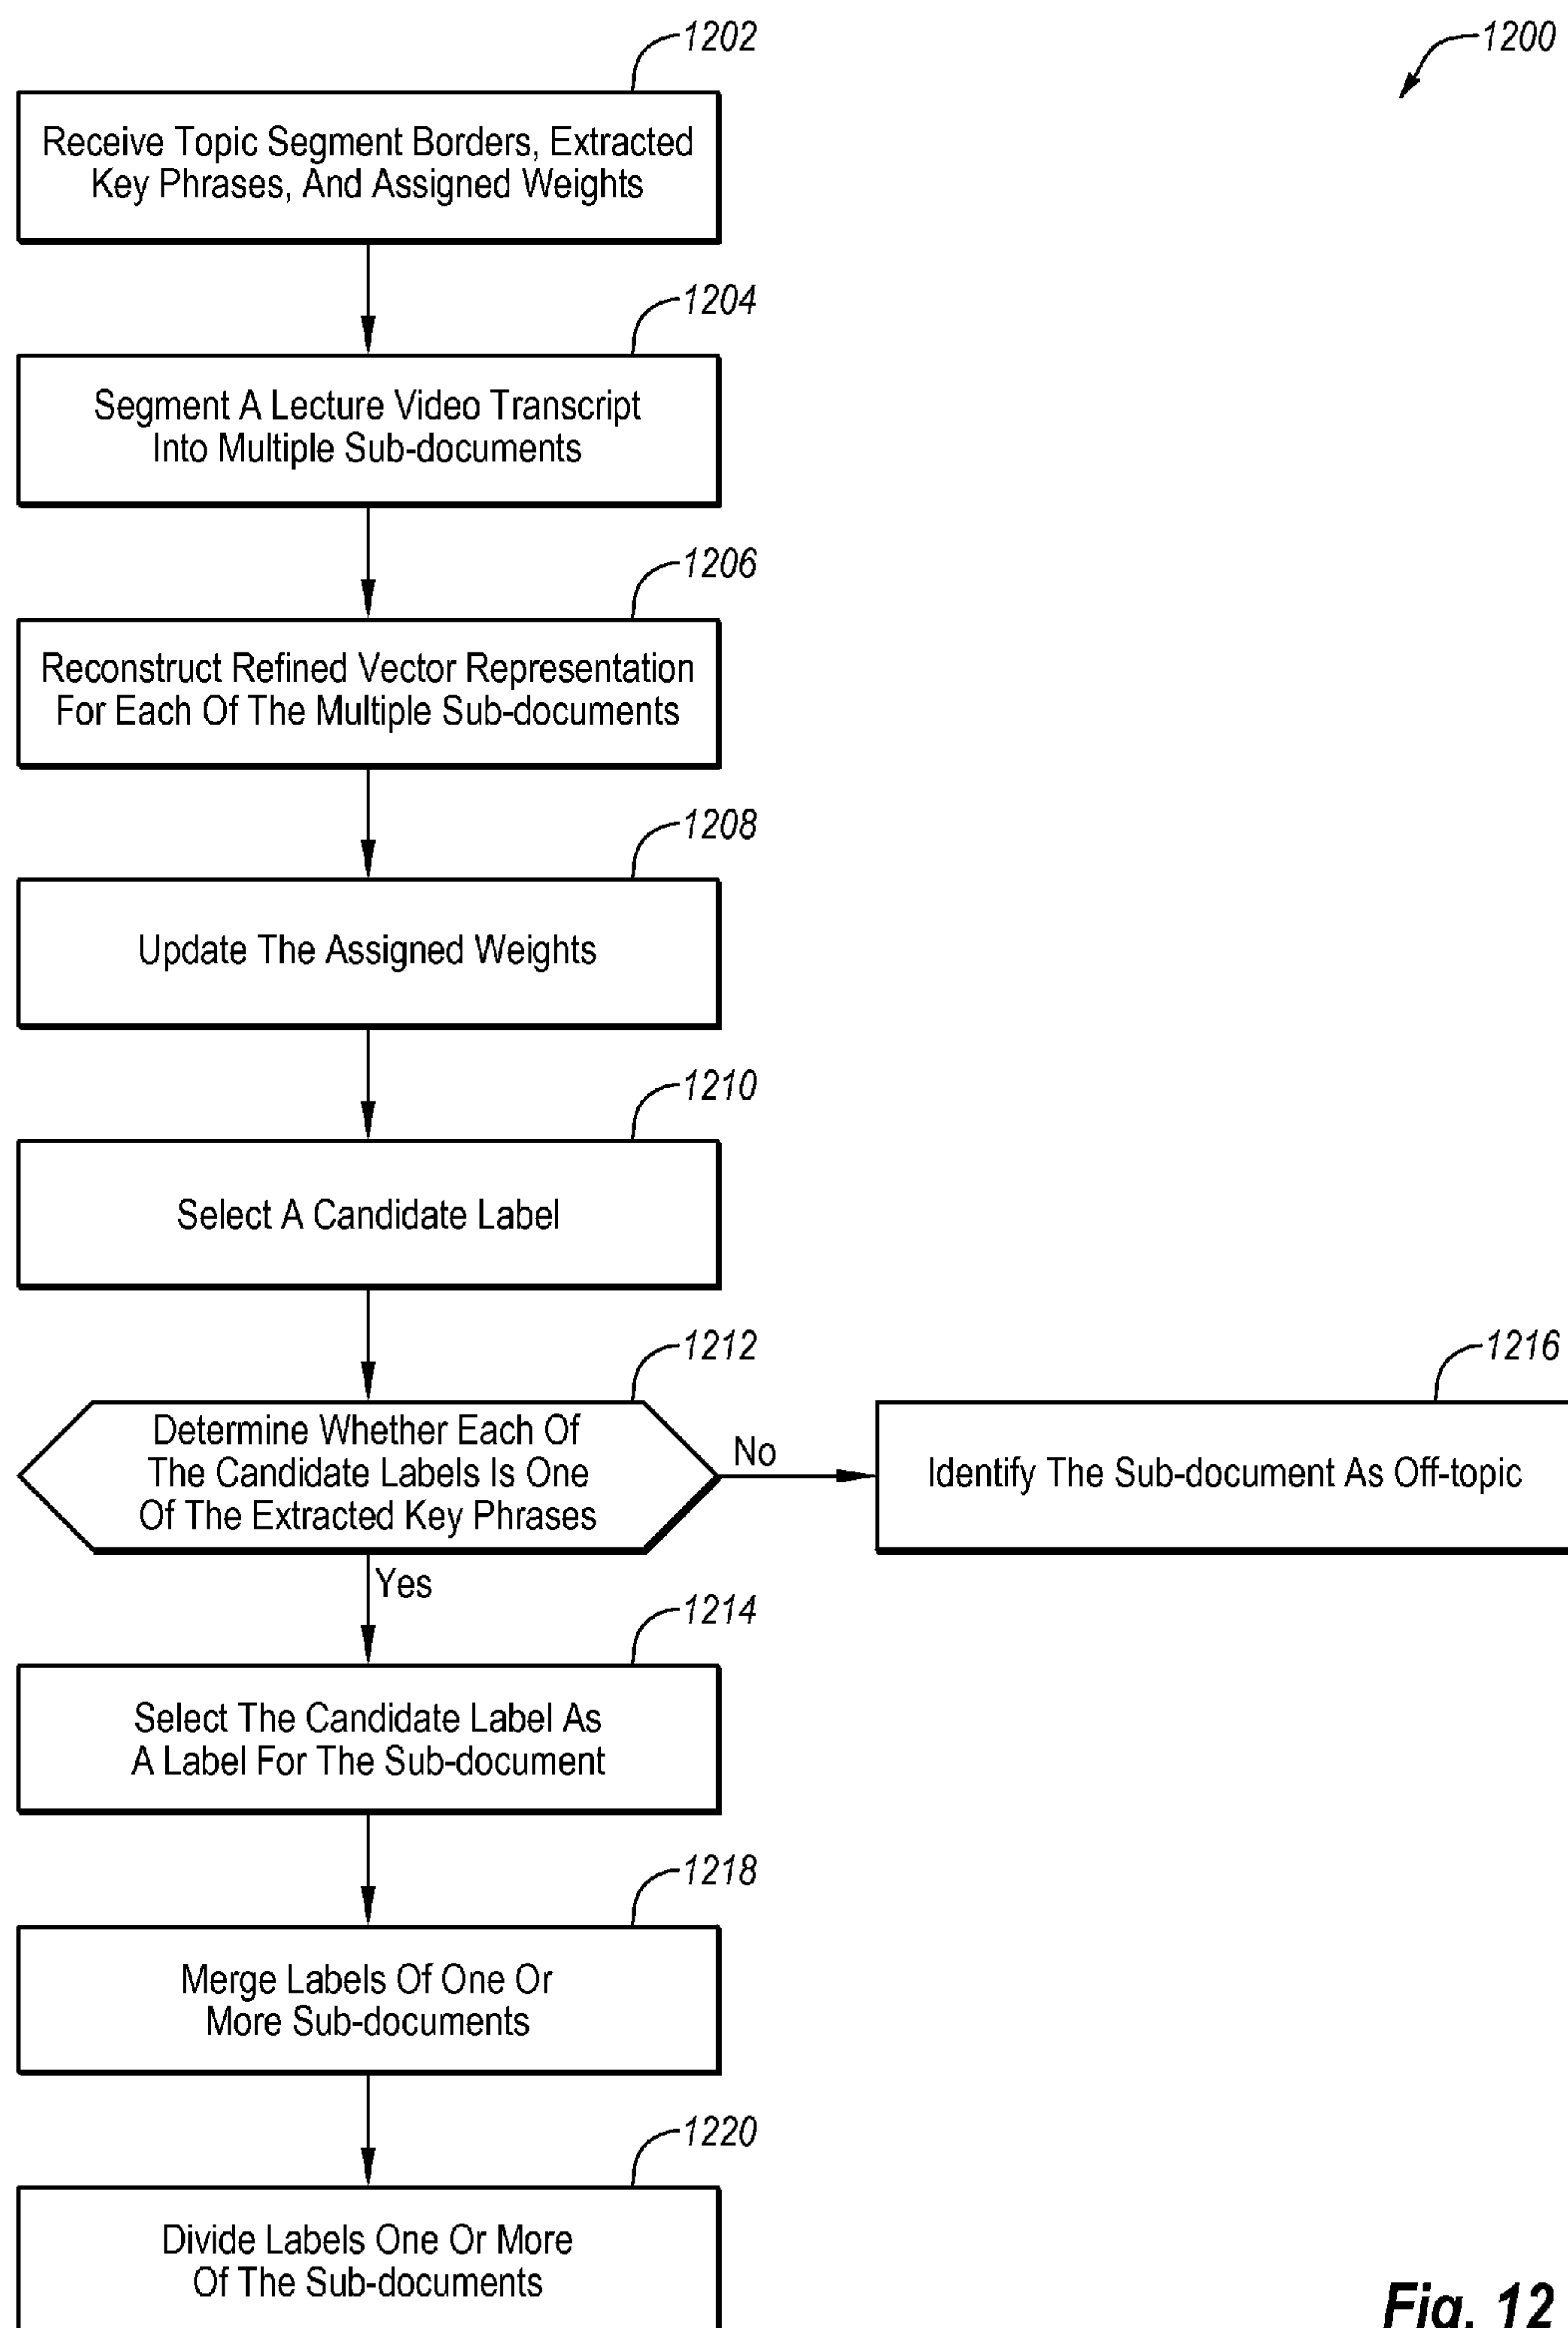 1202
1200
Receive Topic Segment Borders, Extracted
Key Phrases, And Assigned Weights
1204
Segment A Lecture Video Transcript
Into Multiple Sub-documents
1206
Reconstruct Refined Vector Representation
For Each Of The Multiple Sub-documents
1208
Update The Assigned Weights
1210
Select A Candidate Label
1212
Determine Whether Each Of
The Candidate Labels Is One
Of The Extracted Key Phrases
No
1216
Identify The Sub-document As Off-topic
Yes
1214
Select The Candidate Label As
A Label For The Sub-document
1218
Merge Labels Of One Or
More Sub-documents
1220
Divide Labels One Or More
Of The Sub-documents
Fig. 12